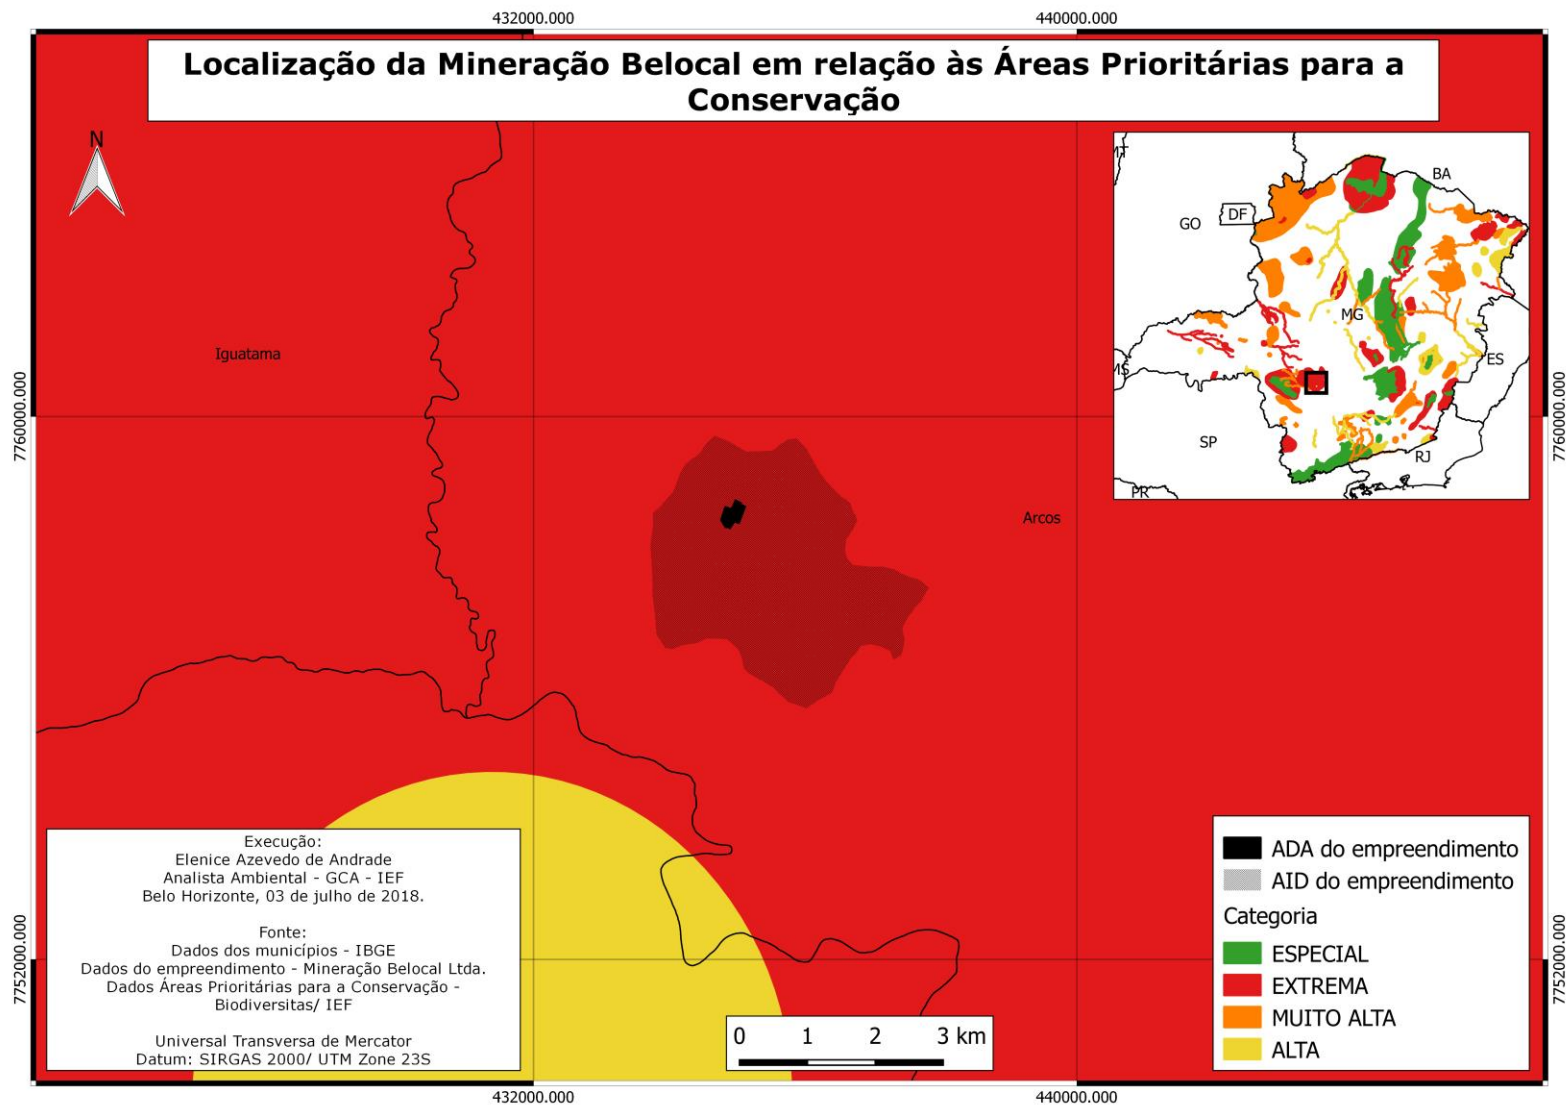 432000.000
440000.000
Localização da Mineração Belocal em relação às Áreas Prioritárias para a
Conservação
N
MT
BA
GO
DF
MG
ES
MS
SP
RJ
PR
Iguatama
Arcos
7760000.000
7760000.000
7752000.000
7752000.000
Execução:
Elenice Azevedo de Andrade
Analista Ambiental - GCA - IEF
Belo Horizonte, 03 de julho de 2018.
Fonte:
Dados dos municípios - IBGE
Dados do empreendimento - Mineração Belocal Ltda.
Dados Áreas Prioritárias para a Conservação -
Biodiversitas/ IEF
Universal Transversa de Mercator
Datum: SIRGAS 2000/ UTM Zone 23S
0 1 2 3 km
ADA do empreendimento
AID do empreendimento
Categoria
ESPECIAL
EXTREMA
MUITO ALTA
ALTA
432000.000
440000.000